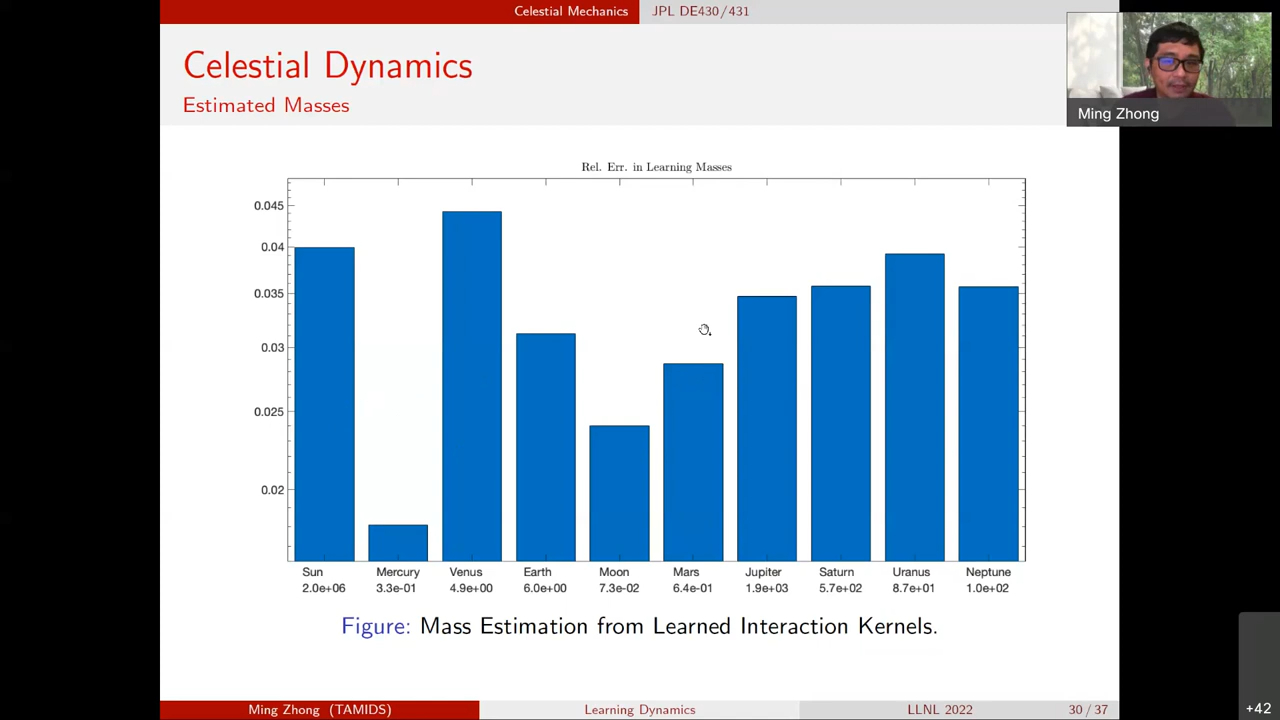 Celestial Mechanics JPL DE430/431
Celestial Dynamics
Estimated Masses
Ming Zhong
Rel. Err. in Learning Masses
0.045
0.04
0.035
0.03
0.025
0.02
Sun Mercury Venus Earth Moon Mars Jupiter Saturn Uranus Neptune
2.0e+06 3.3e-01 4.9e+00 6.0e+00 7.3e-02 6.4e-01 1.9e+03 5.7e+02 8.7e+01 1.0e+02
Figure: Mass Estimation from Learned Interaction Kernels.
Ming Zhong (TAMIDS) Learning Dynamics LLNL 2022 30 / 37
+42